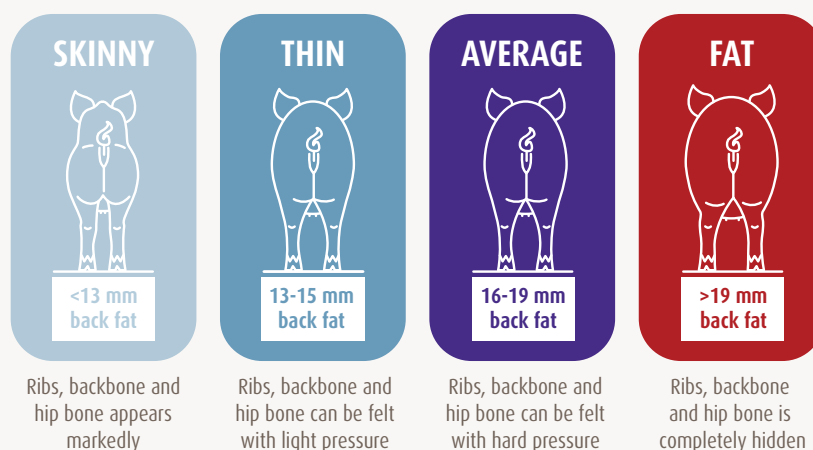 SKINNY
<13 mm
back fat
Ribs, backbone and
hip bone appears
markedly
THIN
13-15 mm
back fat
Ribs, backbone and
hip bone can be felt
with light pressure
AVERAGE
16-19 mm
back fat
Ribs, backbone and
hip bone can be felt
with hard pressure
FAT
>19 mm
back fat
Ribs, backbone
and hip bone is
completely hidden